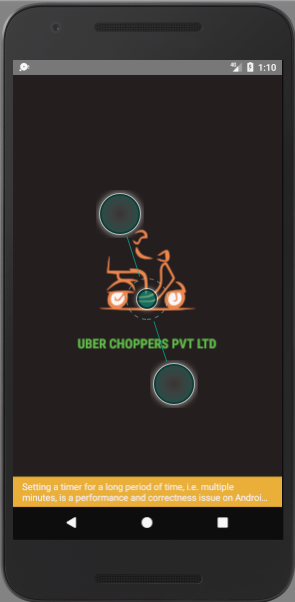 4G 1:10
UBER CHOPPERS PVT LTD
Setting a timer for a long period of time, i.e. multiple
minutes, is a performance and correctness issue on Androi...